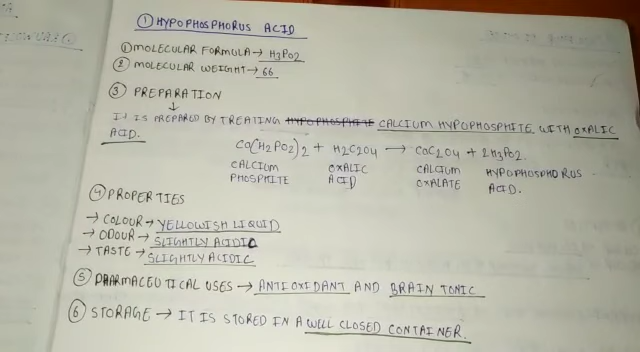 ① HYPOPHOSPHORUS ACID
① MOLECULAR FORMULA → H3PO2
② MOLECULAR WEIGHT → 66
③ PREPARATION
↓
IT IS PREPARED BY TREATING HYPOPHOSPHITE CALCIUM HYPOPHOSPHITE WITH OXALIC
ACID.
Ca(H2PO2)2 + H2C2O4 → CaC2O4 + 2H3PO2.
CALCIUM OXALIC CALCIUM HYPOPHOSPHORUS
PHOSPHITE ACID OXALATE ACID.
④ PROPERTIES
→ COLOUR → YELLOWISH LIQUID
→ ODOUR → SLIGHTLY ACIDIC
→ TASTE → SLIGHTLY ACIDIC
⑤ PHARMACEUTICAL USES → ANTIOXIDANT AND BRAIN TONIC
⑥ STORAGE → IT IS STORED IN A WELL CLOSED CONTAINER.